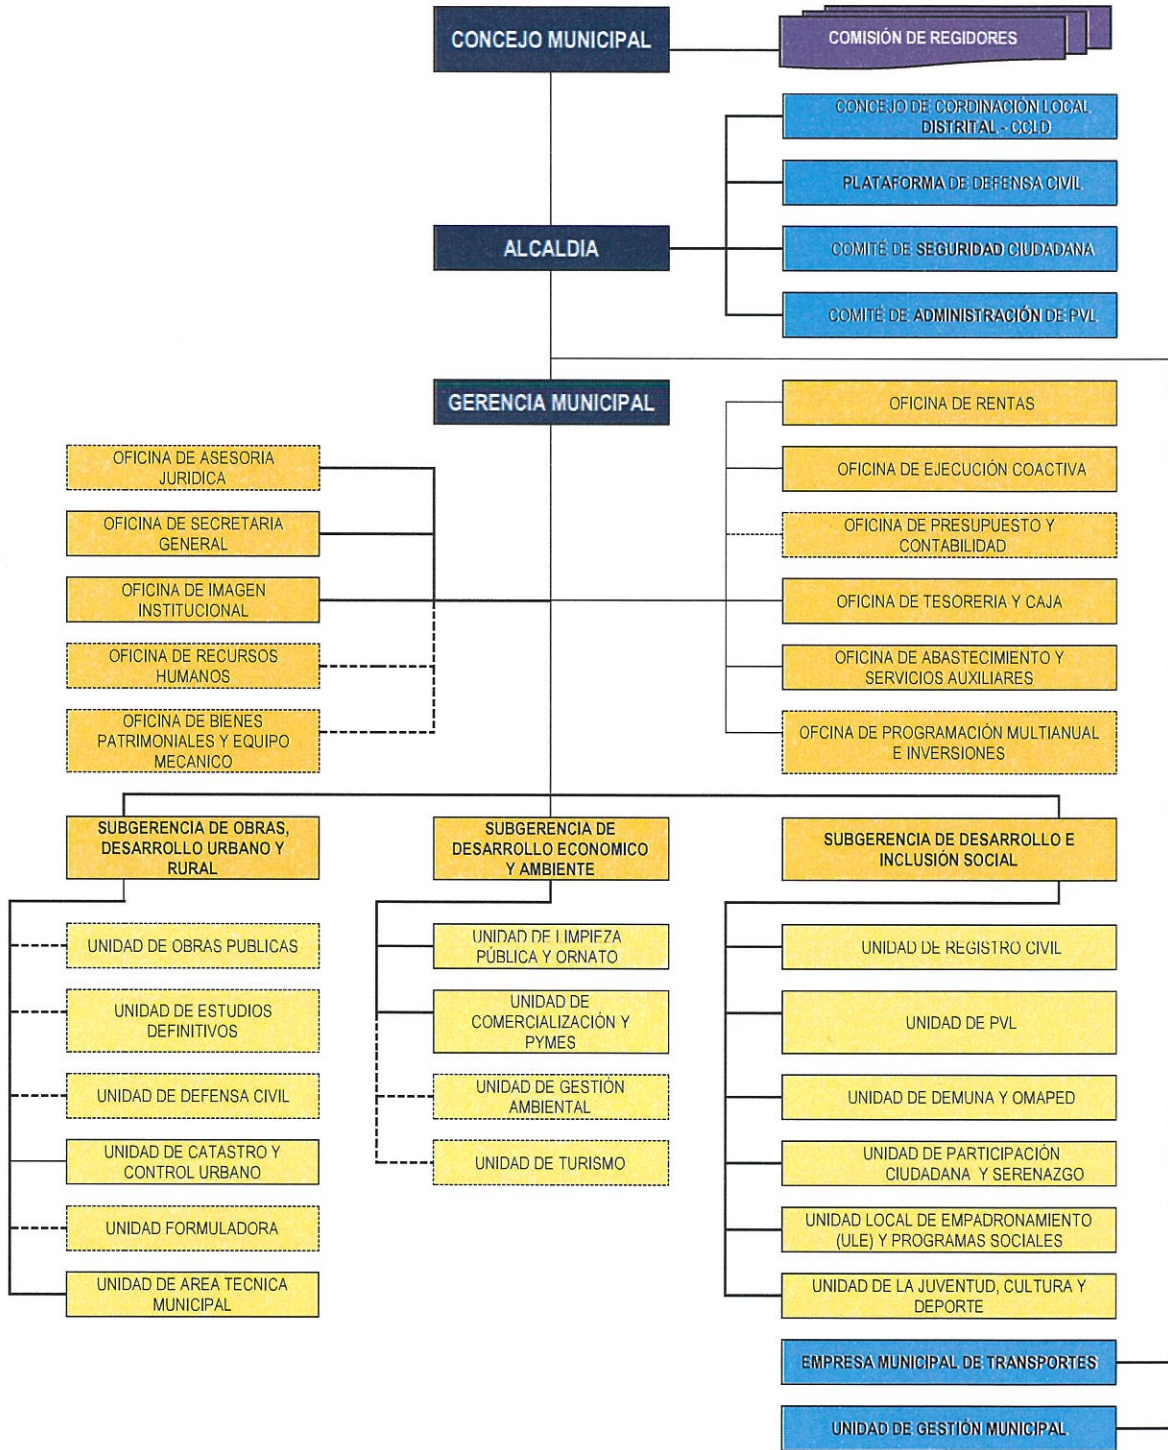 CONCEJO MUNICIPAL
COMISIÓN DE REGIDORES
CONCEJO DE CORDINACIÓN LOCAL
DISTRITAL - CCLD
PLATAFORMA DE DEFENSA CIVIL
ALCALDIA
COMITÉ DE SEGURIDAD CIUDADANA
COMITÉ DE ADMINISTRACIÓN DE PVL
GERENCIA MUNICIPAL
OFICINA DE ASESORIA
JURIDICA
OFICINA DE SECRETARIA
GENERAL
OFICINA DE IMAGEN
INSTITUCIONAL
OFICINA DE RECURSOS
HUMANOS
OFICINA DE BIENES
PATRIMONIALES Y EQUIPO
MECANICO
OFICINA DE RENTAS
OFICINA DE EJECUCIÓN COACTIVA
OFICINA DE PRESUPUESTO Y
CONTABILIDAD
OFICINA DE TESORERIA Y CAJA
OFICINA DE ABASTECIMIENTO Y
SERVICIOS AUXILIARES
OFCINA DE PROGRAMACIÓN MULTIANUAL
E INVERSIONES
SUBGERENCIA DE OBRAS,
DESARROLLO URBANO Y
RURAL
UNIDAD DE OBRAS PUBLICAS
UNIDAD DE ESTUDIOS
DEFINITIVOS
UNIDAD DE DEFENSA CIVIL
UNIDAD DE CATASTRO Y
CONTROL URBANO
UNIDAD FORMULADORA
UNIDAD DE AREA TECNICA
MUNICIPAL
SUBGERENCIA DE
DESARROLLO ECONOMICO
Y AMBIENTE
UNIDAD DE LIMPIEZA
PÚBLICA Y ORNATO
UNIDAD DE
COMERCIALIZACIÓN Y
PYMES
UNIDAD DE GESTIÓN
AMBIENTAL
UNIDAD DE TURISMO
SUBGERENCIA DE DESARROLLO E
INCLUSIÓN SOCIAL
UNIDAD DE REGISTRO CIVIL
UNIDAD DE PVL
UNIDAD DE DEMUNA Y OMAPED
UNIDAD DE PARTICIPACIÓN
CIUDADANA Y SERENAZGO
UNIDAD LOCAL DE EMPADRONAMIENTO
(ULE) Y PROGRAMAS SOCIALES
UNIDAD DE LA JUVENTUD, CULTURA Y
DEPORTE
EMPRESA MUNICIPAL DE TRANSPORTES
UNIDAD DE GESTIÓN MUNICIPAL